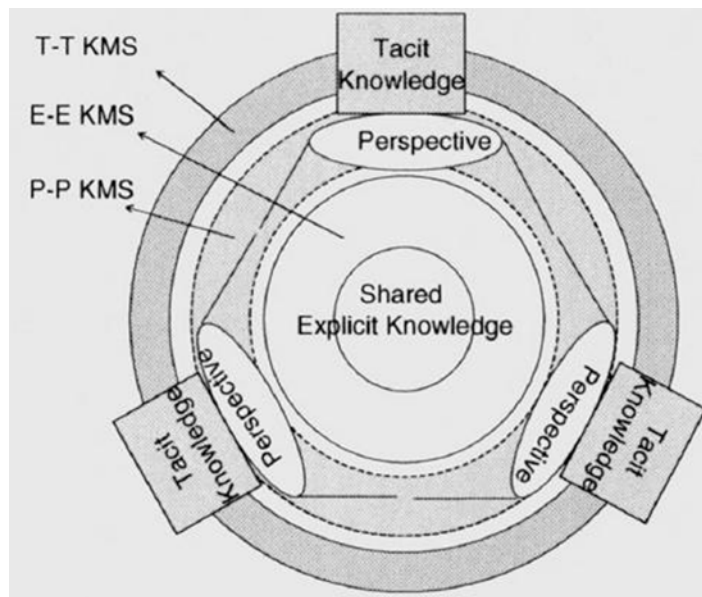 T-T KMS
E-E KMS
P-P KMS
Tacit
Knowledge
Perspective
Shared
Explicit Knowledge
Perspective
Tacit
Knowledge
Perspective
Tacit
Knowledge